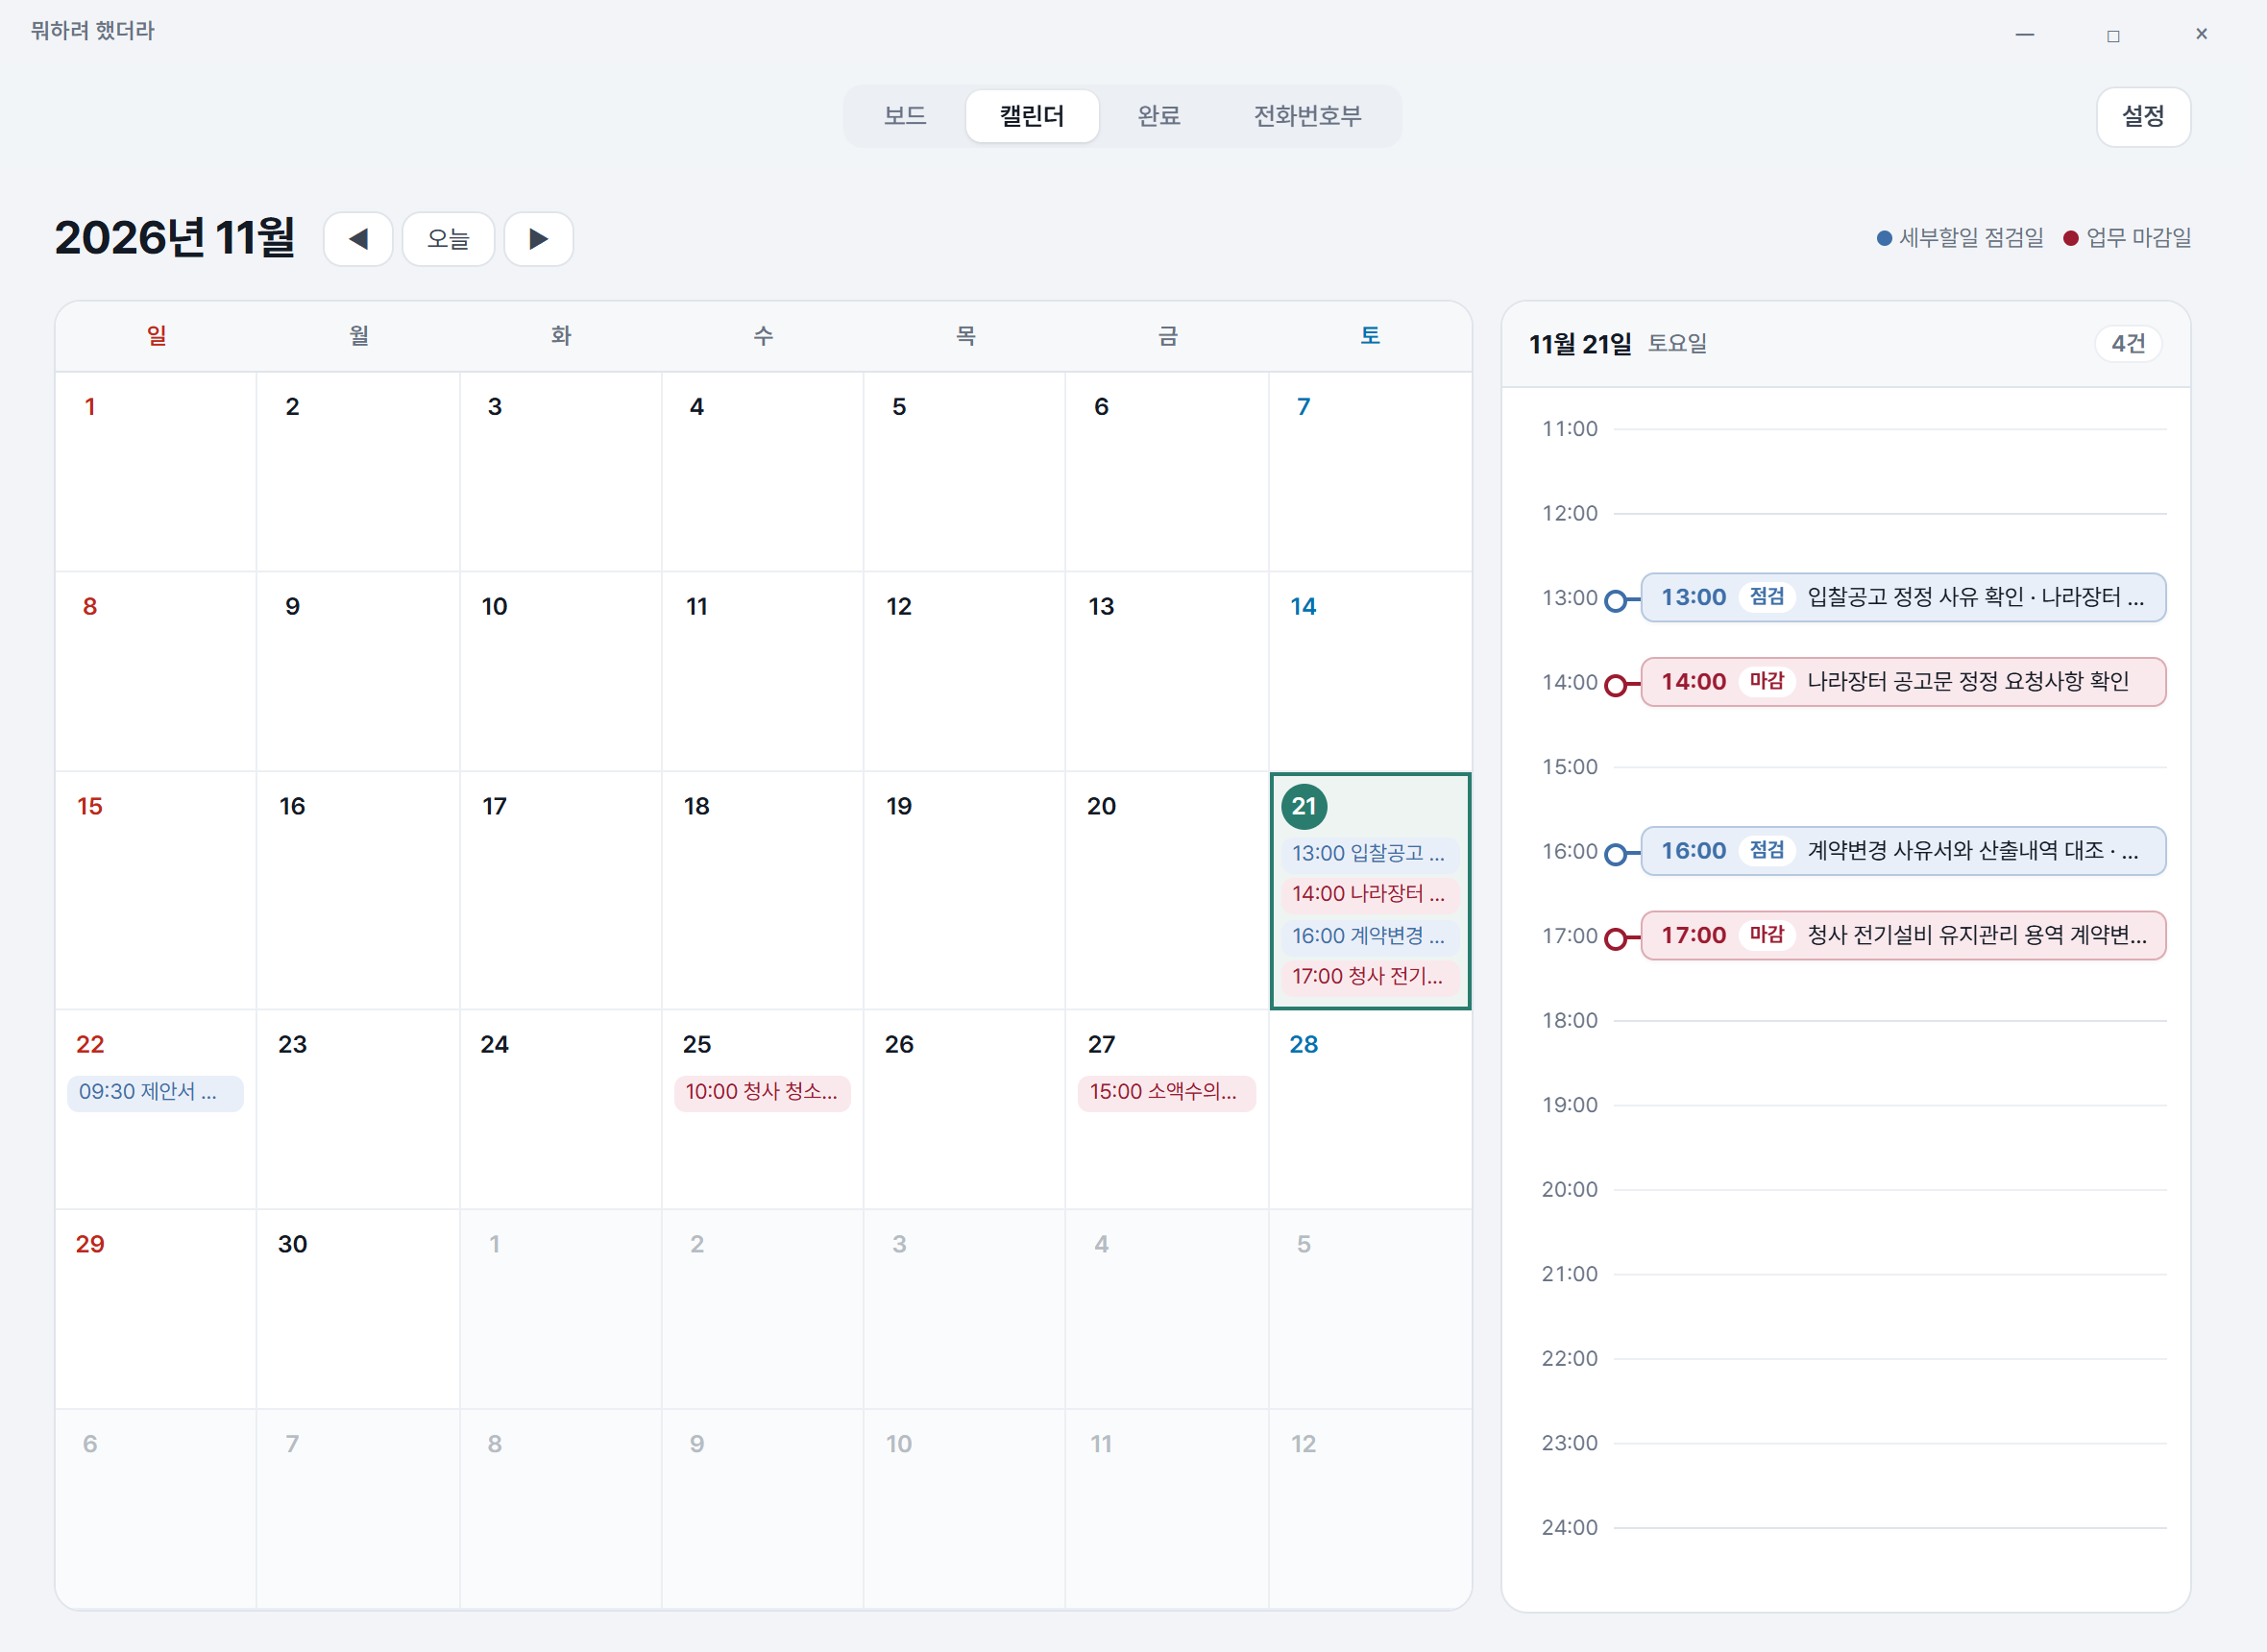 뭐하려 했더라
보드 캘린더 완료 전화번호부 설정
2026년 11월 ◀ 오늘 ▶
세부할일 점검일 업무 마감일
일 월 화 수 목 금 토
1 2 3 4 5 6 7
8 9 10 11 12 13 14
15 16 17 18 19 20 21
13:00 입찰공고 ...
14:00 나라장터 ...
16:00 계약변경 ...
17:00 청사 전기...
22 23 24 25 26 27 28
09:30 제안서 ... 10:00 청사 청소... 15:00 소액수의...
29 30 1 2 3 4 5
6 7 8 9 10 11 12
11월 21일 토요일 4건
11:00
12:00
13:00 13:00 점검 입찰공고 정정 사유 확인 · 나라장터 ...
14:00 14:00 마감 나라장터 공고문 정정 요청사항 확인
15:00
16:00 16:00 점검 계약변경 사유서와 산출내역 대조 · ...
17:00 17:00 마감 청사 전기설비 유지관리 용역 계약변...
18:00
19:00
20:00
21:00
22:00
23:00
24:00